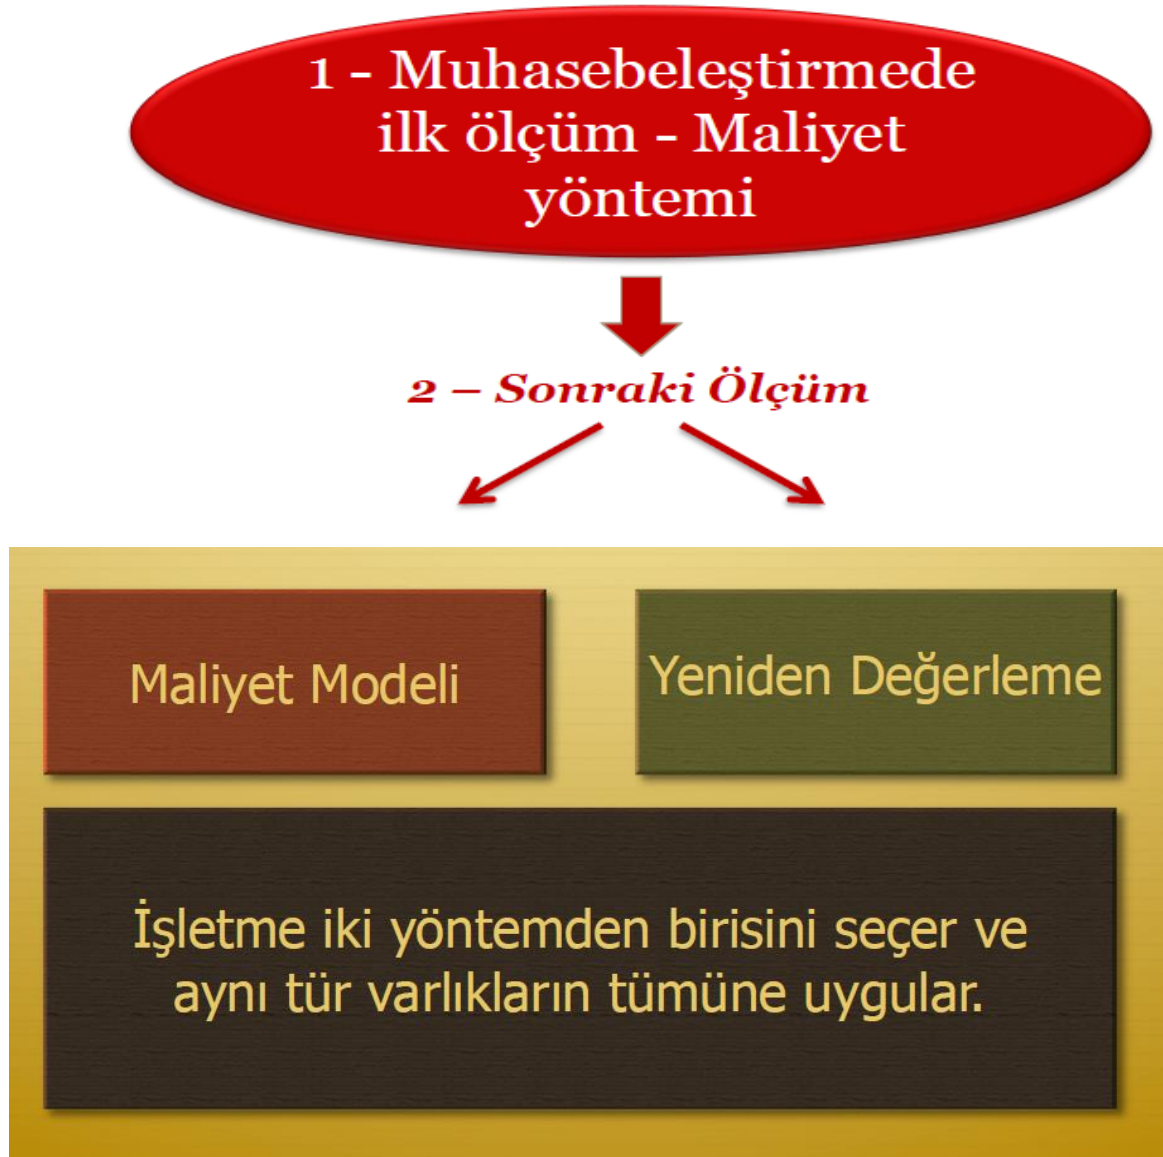 1 - Muhasebeleştirmede
ilk ölçüm - Maliyet
yöntemi
2 – Sonraki Ölçüm
Maliyet Modeli
Yeniden Değerleme
İşletme iki yöntemden birisini seçer ve
aynı tür varlıkların tümüne uygular.